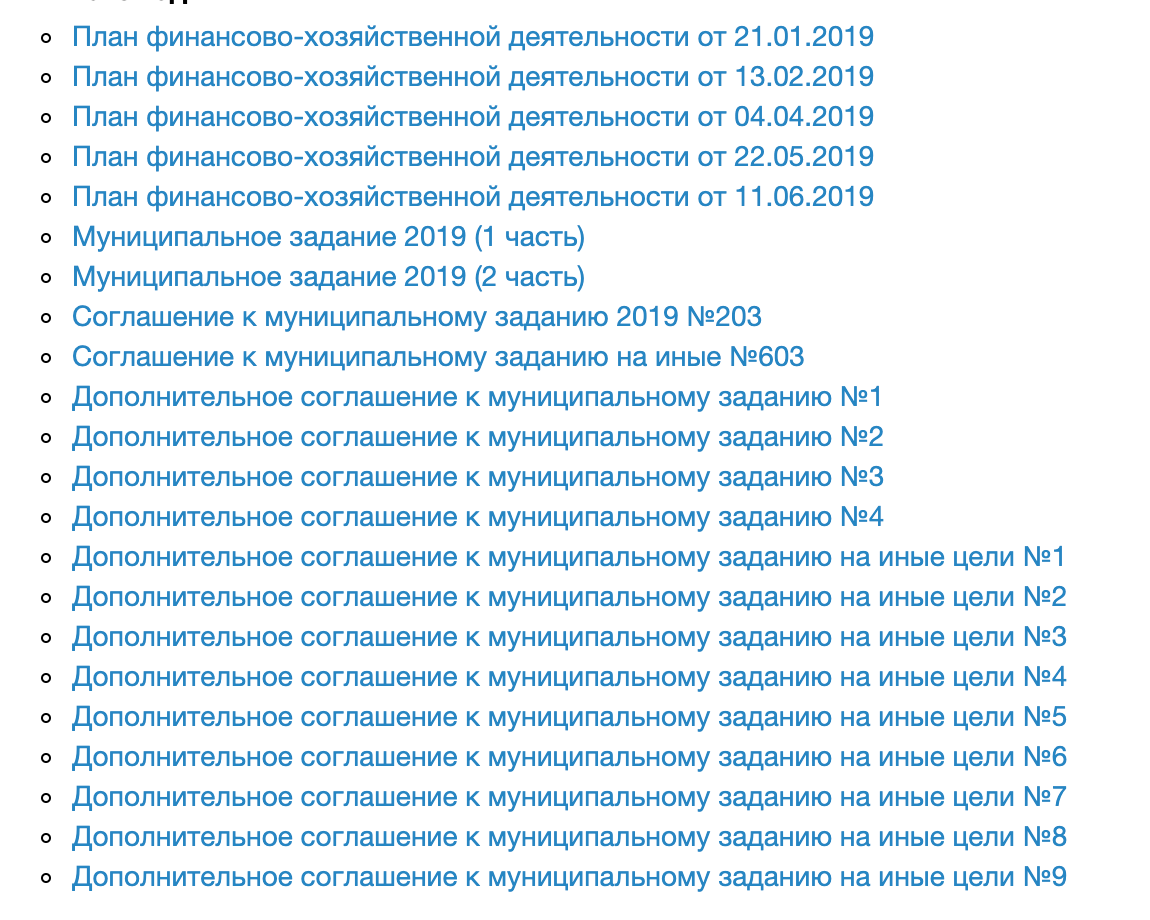 План финансово-хозяйственной деятельности от 21.01.2019
План финансово-хозяйственной деятельности от 13.02.2019
План финансово-хозяйственной деятельности от 04.04.2019
План финансово-хозяйственной деятельности от 22.05.2019
План финансово-хозяйственной деятельности от 11.06.2019
Муниципальное задание 2019 (1 часть)
Муниципальное задание 2019 (2 часть)
Соглашение к муниципальному заданию 2019 №203
Соглашение к муниципальному заданию на иные №603
Дополнительное соглашение к муниципальному заданию №1
Дополнительное соглашение к муниципальному заданию №2
Дополнительное соглашение к муниципальному заданию №3
Дополнительное соглашение к муниципальному заданию №4
Дополнительное соглашение к муниципальному заданию на иные цели №1
Дополнительное соглашение к муниципальному заданию на иные цели №2
Дополнительное соглашение к муниципальному заданию на иные цели №3
Дополнительное соглашение к муниципальному заданию на иные цели №4
Дополнительное соглашение к муниципальному заданию на иные цели №5
Дополнительное соглашение к муниципальному заданию на иные цели №6
Дополнительное соглашение к муниципальному заданию на иные цели №7
Дополнительное соглашение к муниципальному заданию на иные цели №8
Дополнительное соглашение к муниципальному заданию на иные цели №9